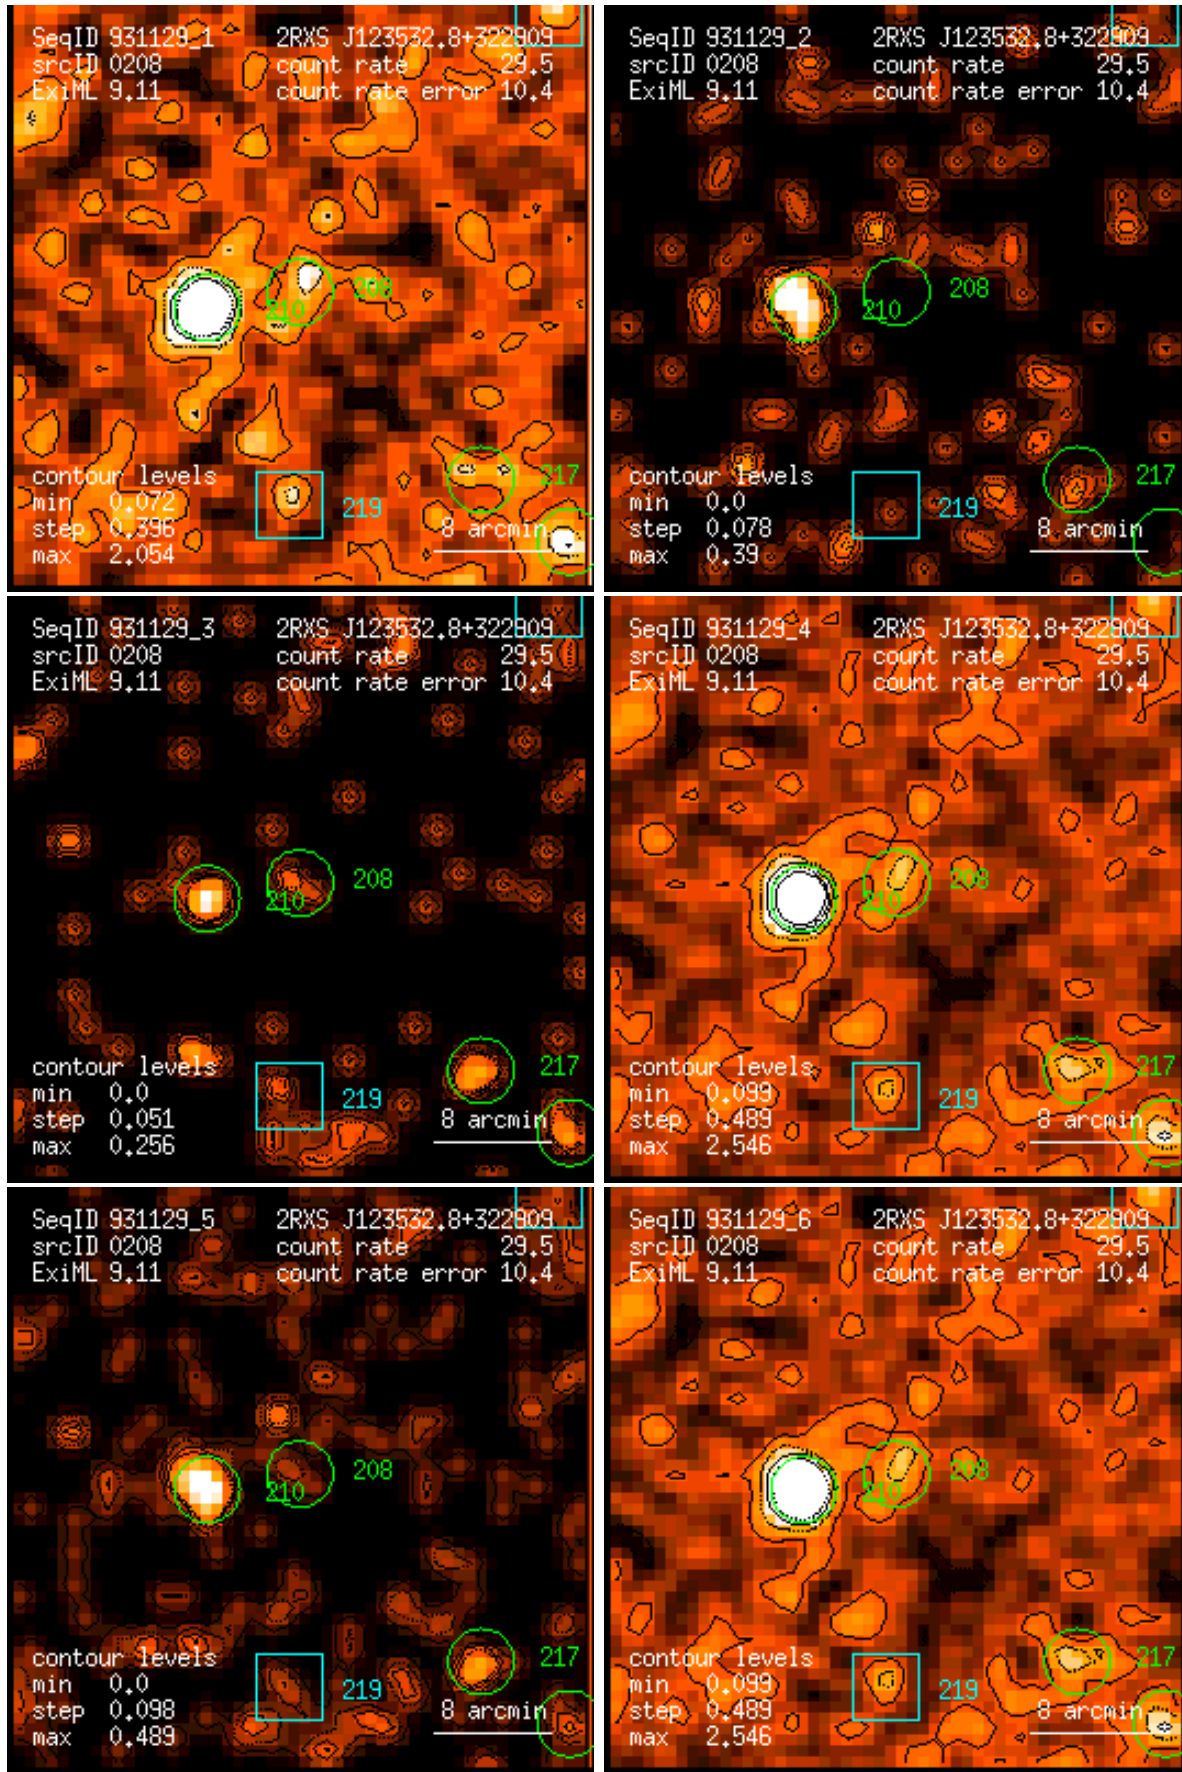 SeqID 931129_1 2RXS J123532.8+322809
srcID 0208 count rate 29.5
ExiML 9.11 count rate error 10.4
208
210
contour levels 217
min 0.072
step 0.396 219 8 arcmin
max 2.054
SeqID 931129_2 2RXS J123532.8+322809
srcID 0208 count rate 29.5
ExiML 9.11 count rate error 10.4
208
210
contour levels 217
min 0.0
step 0.078 219 8 arcmin
max 0.39
SeqID 931129_3 2RXS J123532.8+322809
srcID 0208 count rate 29.5
ExiML 9.11 count rate error 10.4
208
210
contour levels 217
min 0.0
step 0.051 219 8 arcmin
max 0.256
SeqID 931129_4 2RXS J123532.8+322809
srcID 0208 count rate 29.5
ExiML 9.11 count rate error 10.4
208
210
contour levels 217
min 0.099
step 0.489 219 8 arcmin
max 2.546
SeqID 931129_5 2RXS J123532.8+322809
srcID 0208 count rate 29.5
ExiML 9.11 count rate error 10.4
208
210
contour levels 217
min 0.0
step 0.098 219 8 arcmin
max 0.489
SeqID 931129_6 2RXS J123532.8+322809
srcID 0208 count rate 29.5
ExiML 9.11 count rate error 10.4
208
210
contour levels 217
min 0.099
step 0.489 219 8 arcmin
max 2.546